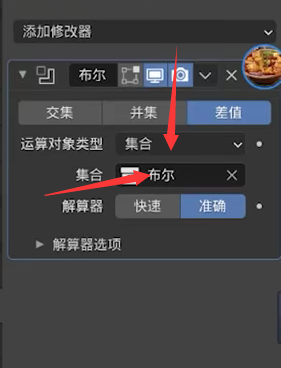 添加修改器
布尔
交集 并集 差值
运算对象类型 集合
集合 布尔
解算器 快速 准确
解算器选项